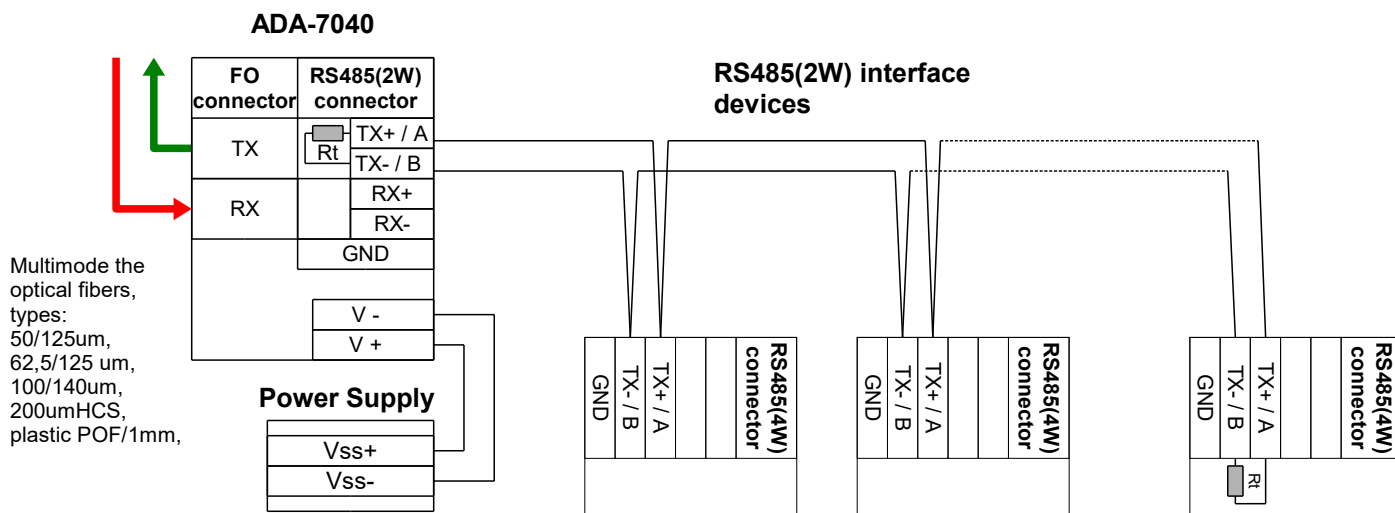 ADA-7040
FO
connector
RS485(2W)
connector
TX
Rt
TX+ / A
TX- / B
RX
RX+
RX-
GND
V -
V +
Power Supply
Vss+
Vss-
Multimode the
optical fibers,
types:
50/125um,
62,5/125 um,
100/140um,
200umHCS,
plastic POF/1mm,
RS485(2W) interface
devices
GND
TX- / B
TX+ / A
RS485(4W)
connector
GND
TX- / B
TX+ / A
RS485(4W)
connector
GND
TX- / B
TX+ / A
RS485(4W)
connector
Rt